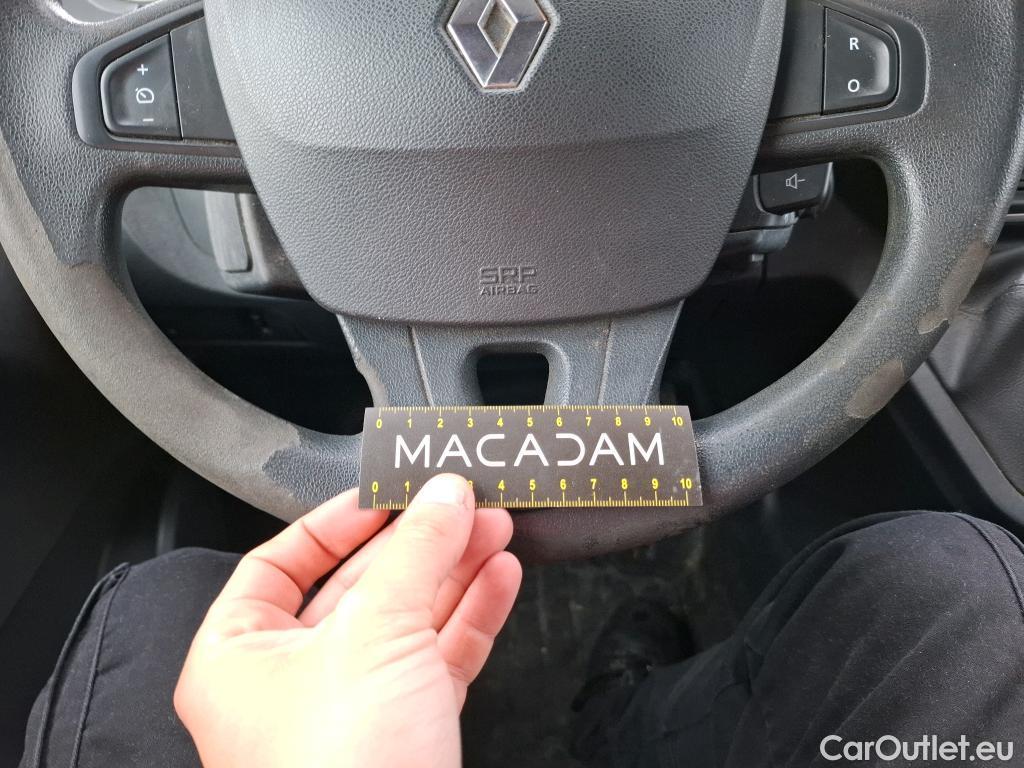 +
-
R
O
SRP
AIRBAG
0 1 2 3 4 5 6 7 8 9 10
MACADAM
0 1 3 4 5 6 7 8 9 10
CarOutlet.eu